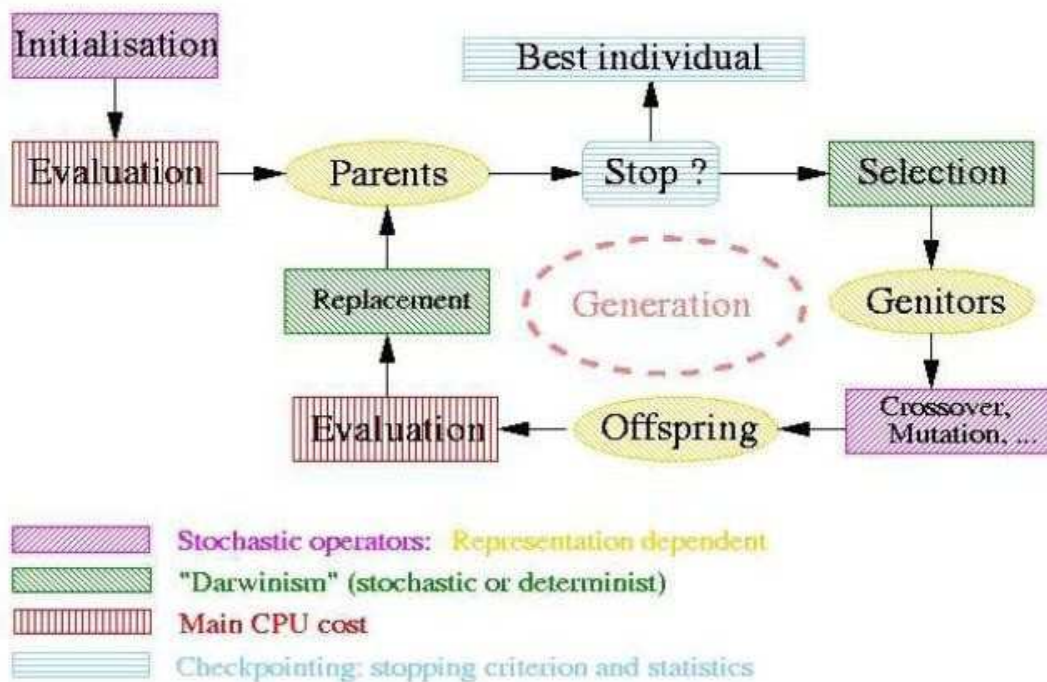 Initialisation
Best individual
Evaluation
Parents
Stop ?
Selection
Replacement
Generation
Genitors
Evaluation
Offspring
Crossover,
Mutation, ...
Stochastic operators: Representation dependent
"Darwinism" (stochastic or determinist)
Main CPU cost
Checkpointing: stopping criterion and statistics